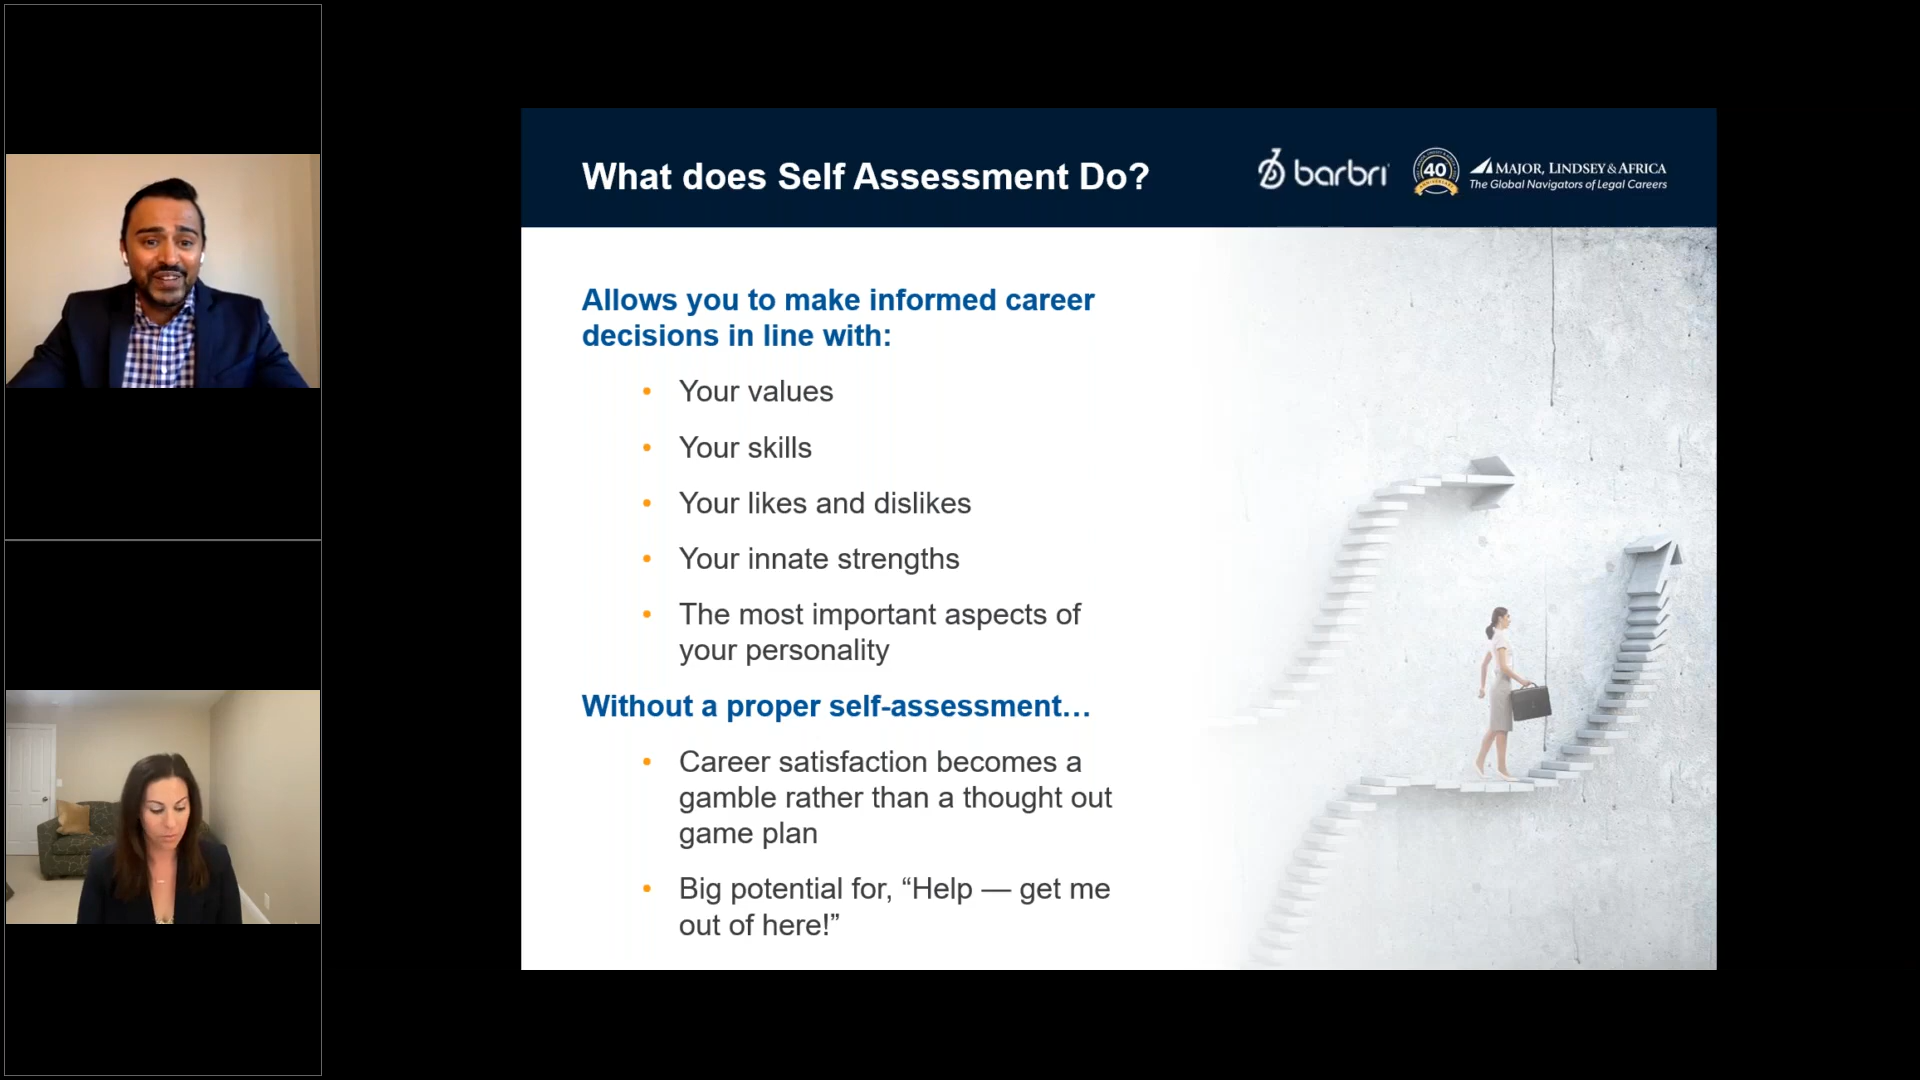 What does Self Assessment Do?
barbri
40
MAJOR, LINDSEY & AFRICA
The Global Navigators of Legal Careers
Allows you to make informed career
decisions in line with:
• Your values
• Your skills
• Your likes and dislikes
• Your innate strengths
• The most important aspects of
your personality
Without a proper self-assessment…
• Career satisfaction becomes a
gamble rather than a thought out
game plan
• Big potential for, “Help — get me
out of here!”